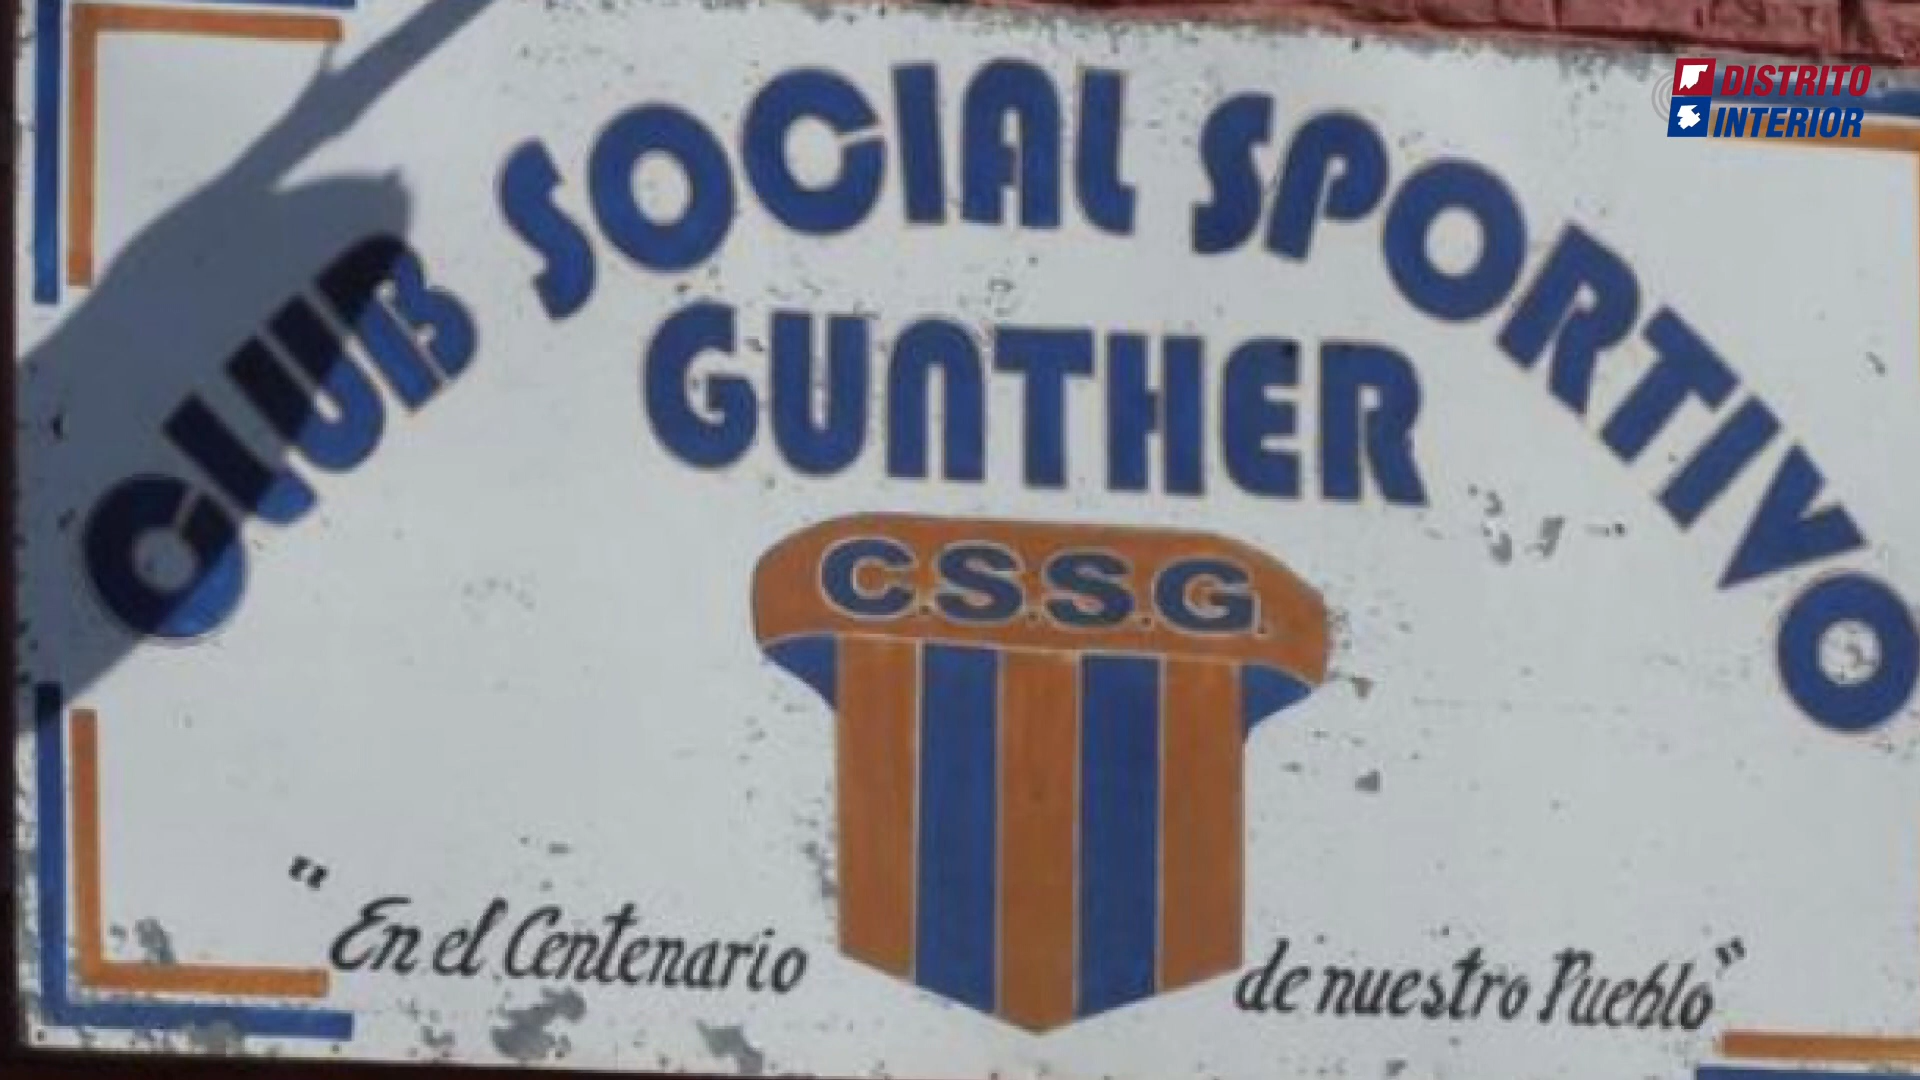 DISTRITO
INTERIOR
CLUB SOCIAL SPORTIVO
GUNTHER
C.S.S.G.
"En el Centenario de nuestro Pueblo"